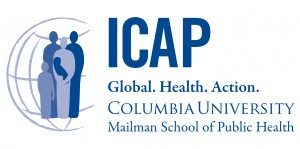 ICAP
Global. Health. Action.
COLUMBIA UNIVERSITY
Mailman School of Public Health